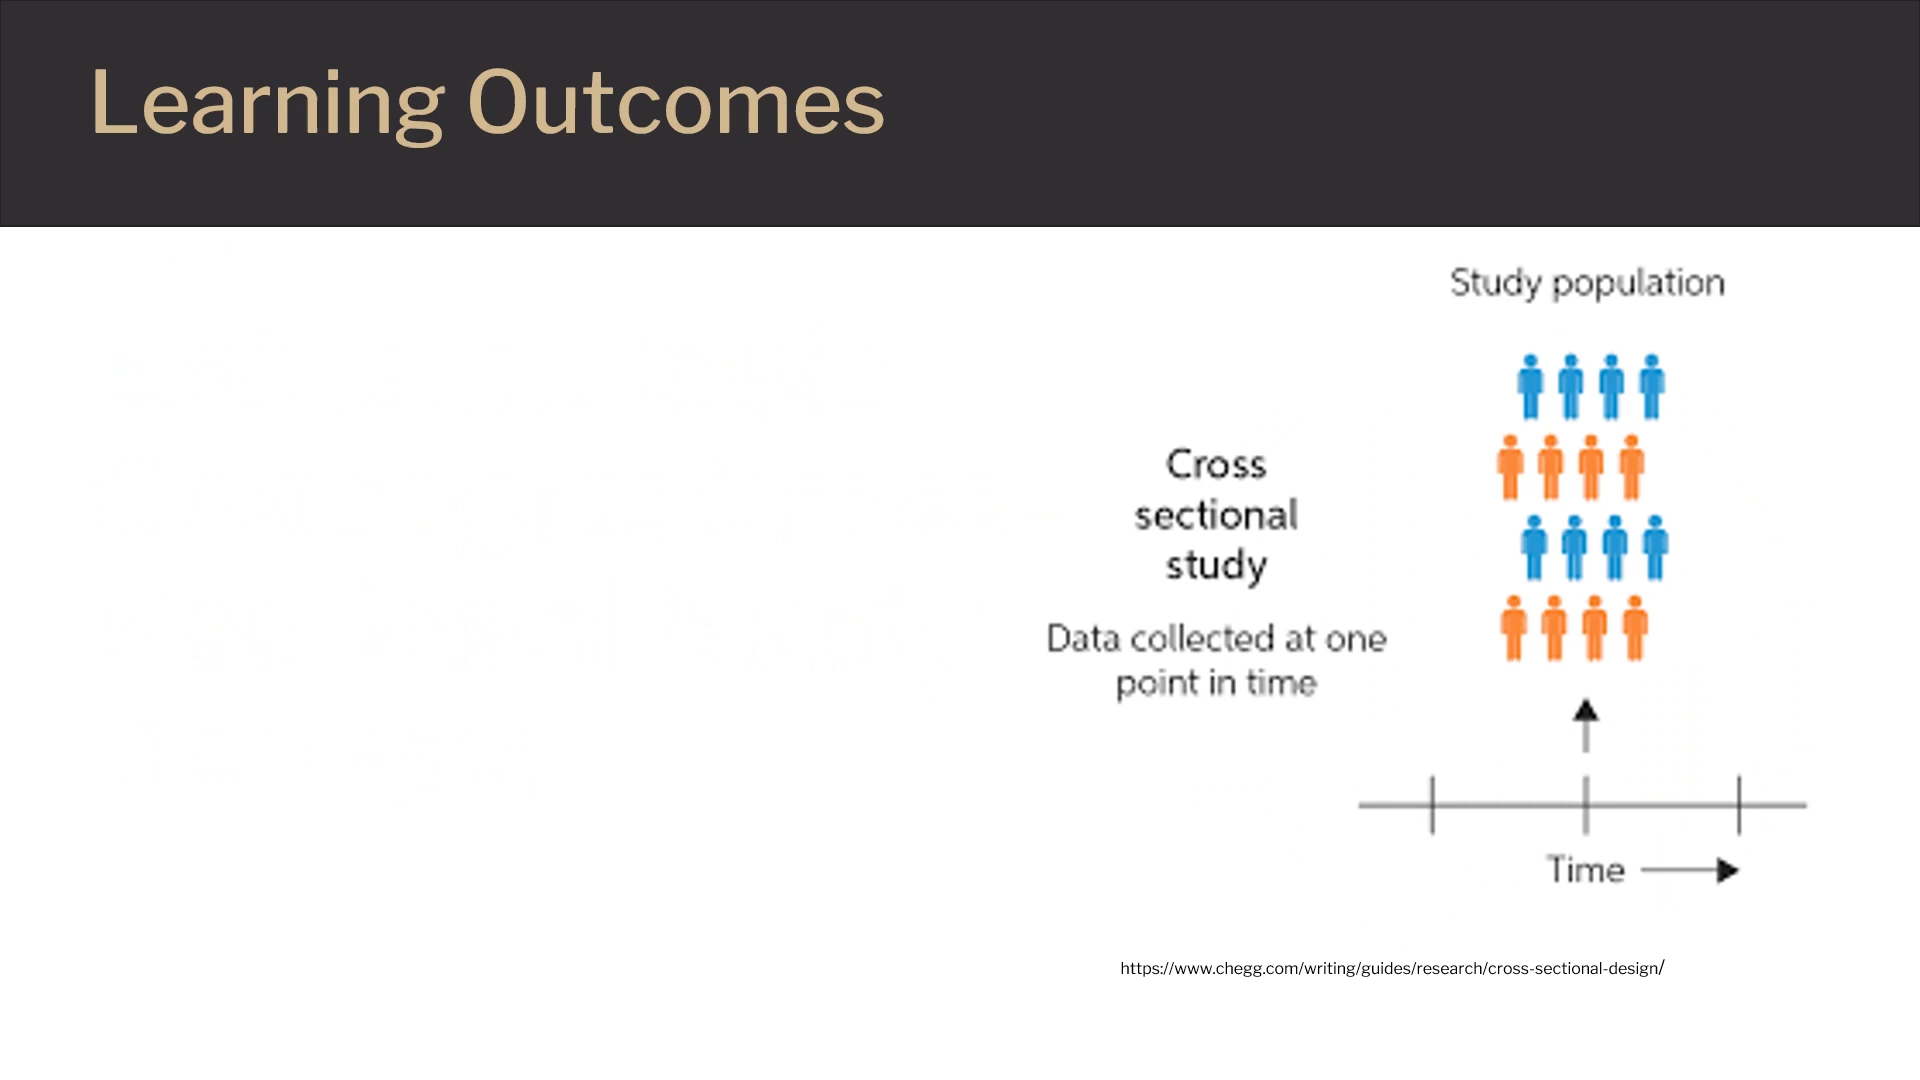 Learning Outcomes
Study population
Cross
sectional
study
Data collected at one
point in time
Time
https://www.chegg.com/writing/guides/research/cross-sectional-design/